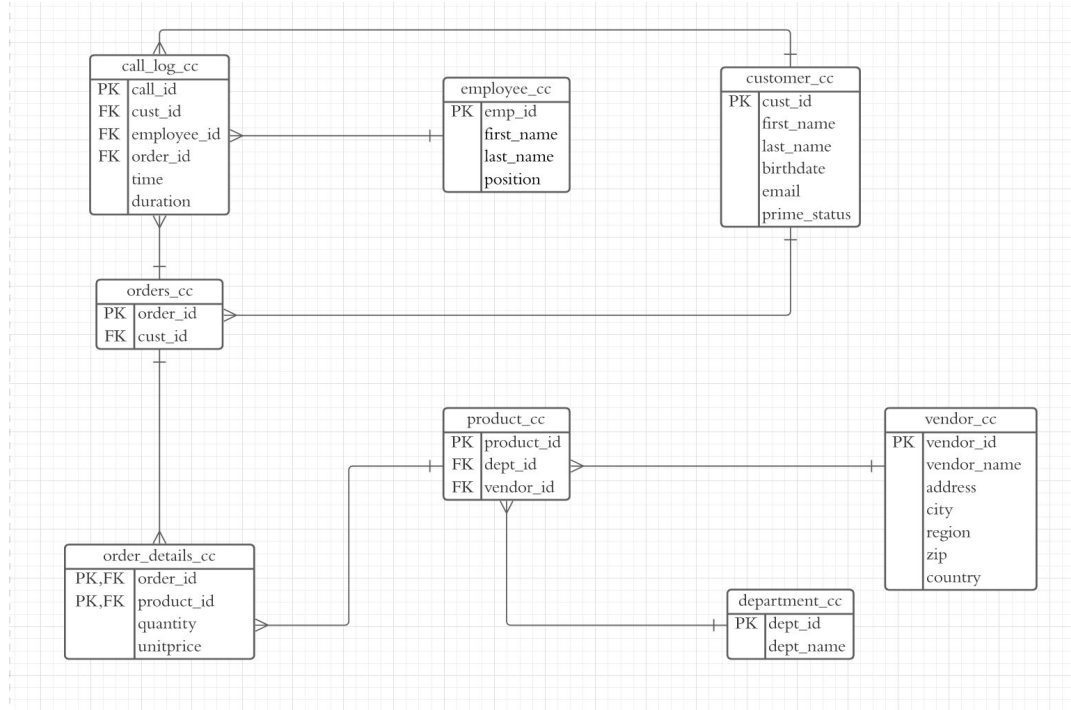 call_log_cc
PK call_id
FK cust_id
FK employee_id
FK order_id
time
duration
employee_cc
PK emp_id
first_name
last_name
position
customer_cc
PK cust_id
first_name
last_name
birthdate
email
prime_status
orders_cc
PK order_id
FK cust_id
product_cc
PK product_id
FK dept_id
FK vendor_id
vendor_cc
PK vendor_id
vendor_name
address
city
region
zip
country
order_details_cc
PK,FK order_id
PK,FK product_id
quantity
unitprice
department_cc
PK dept_id
dept_name